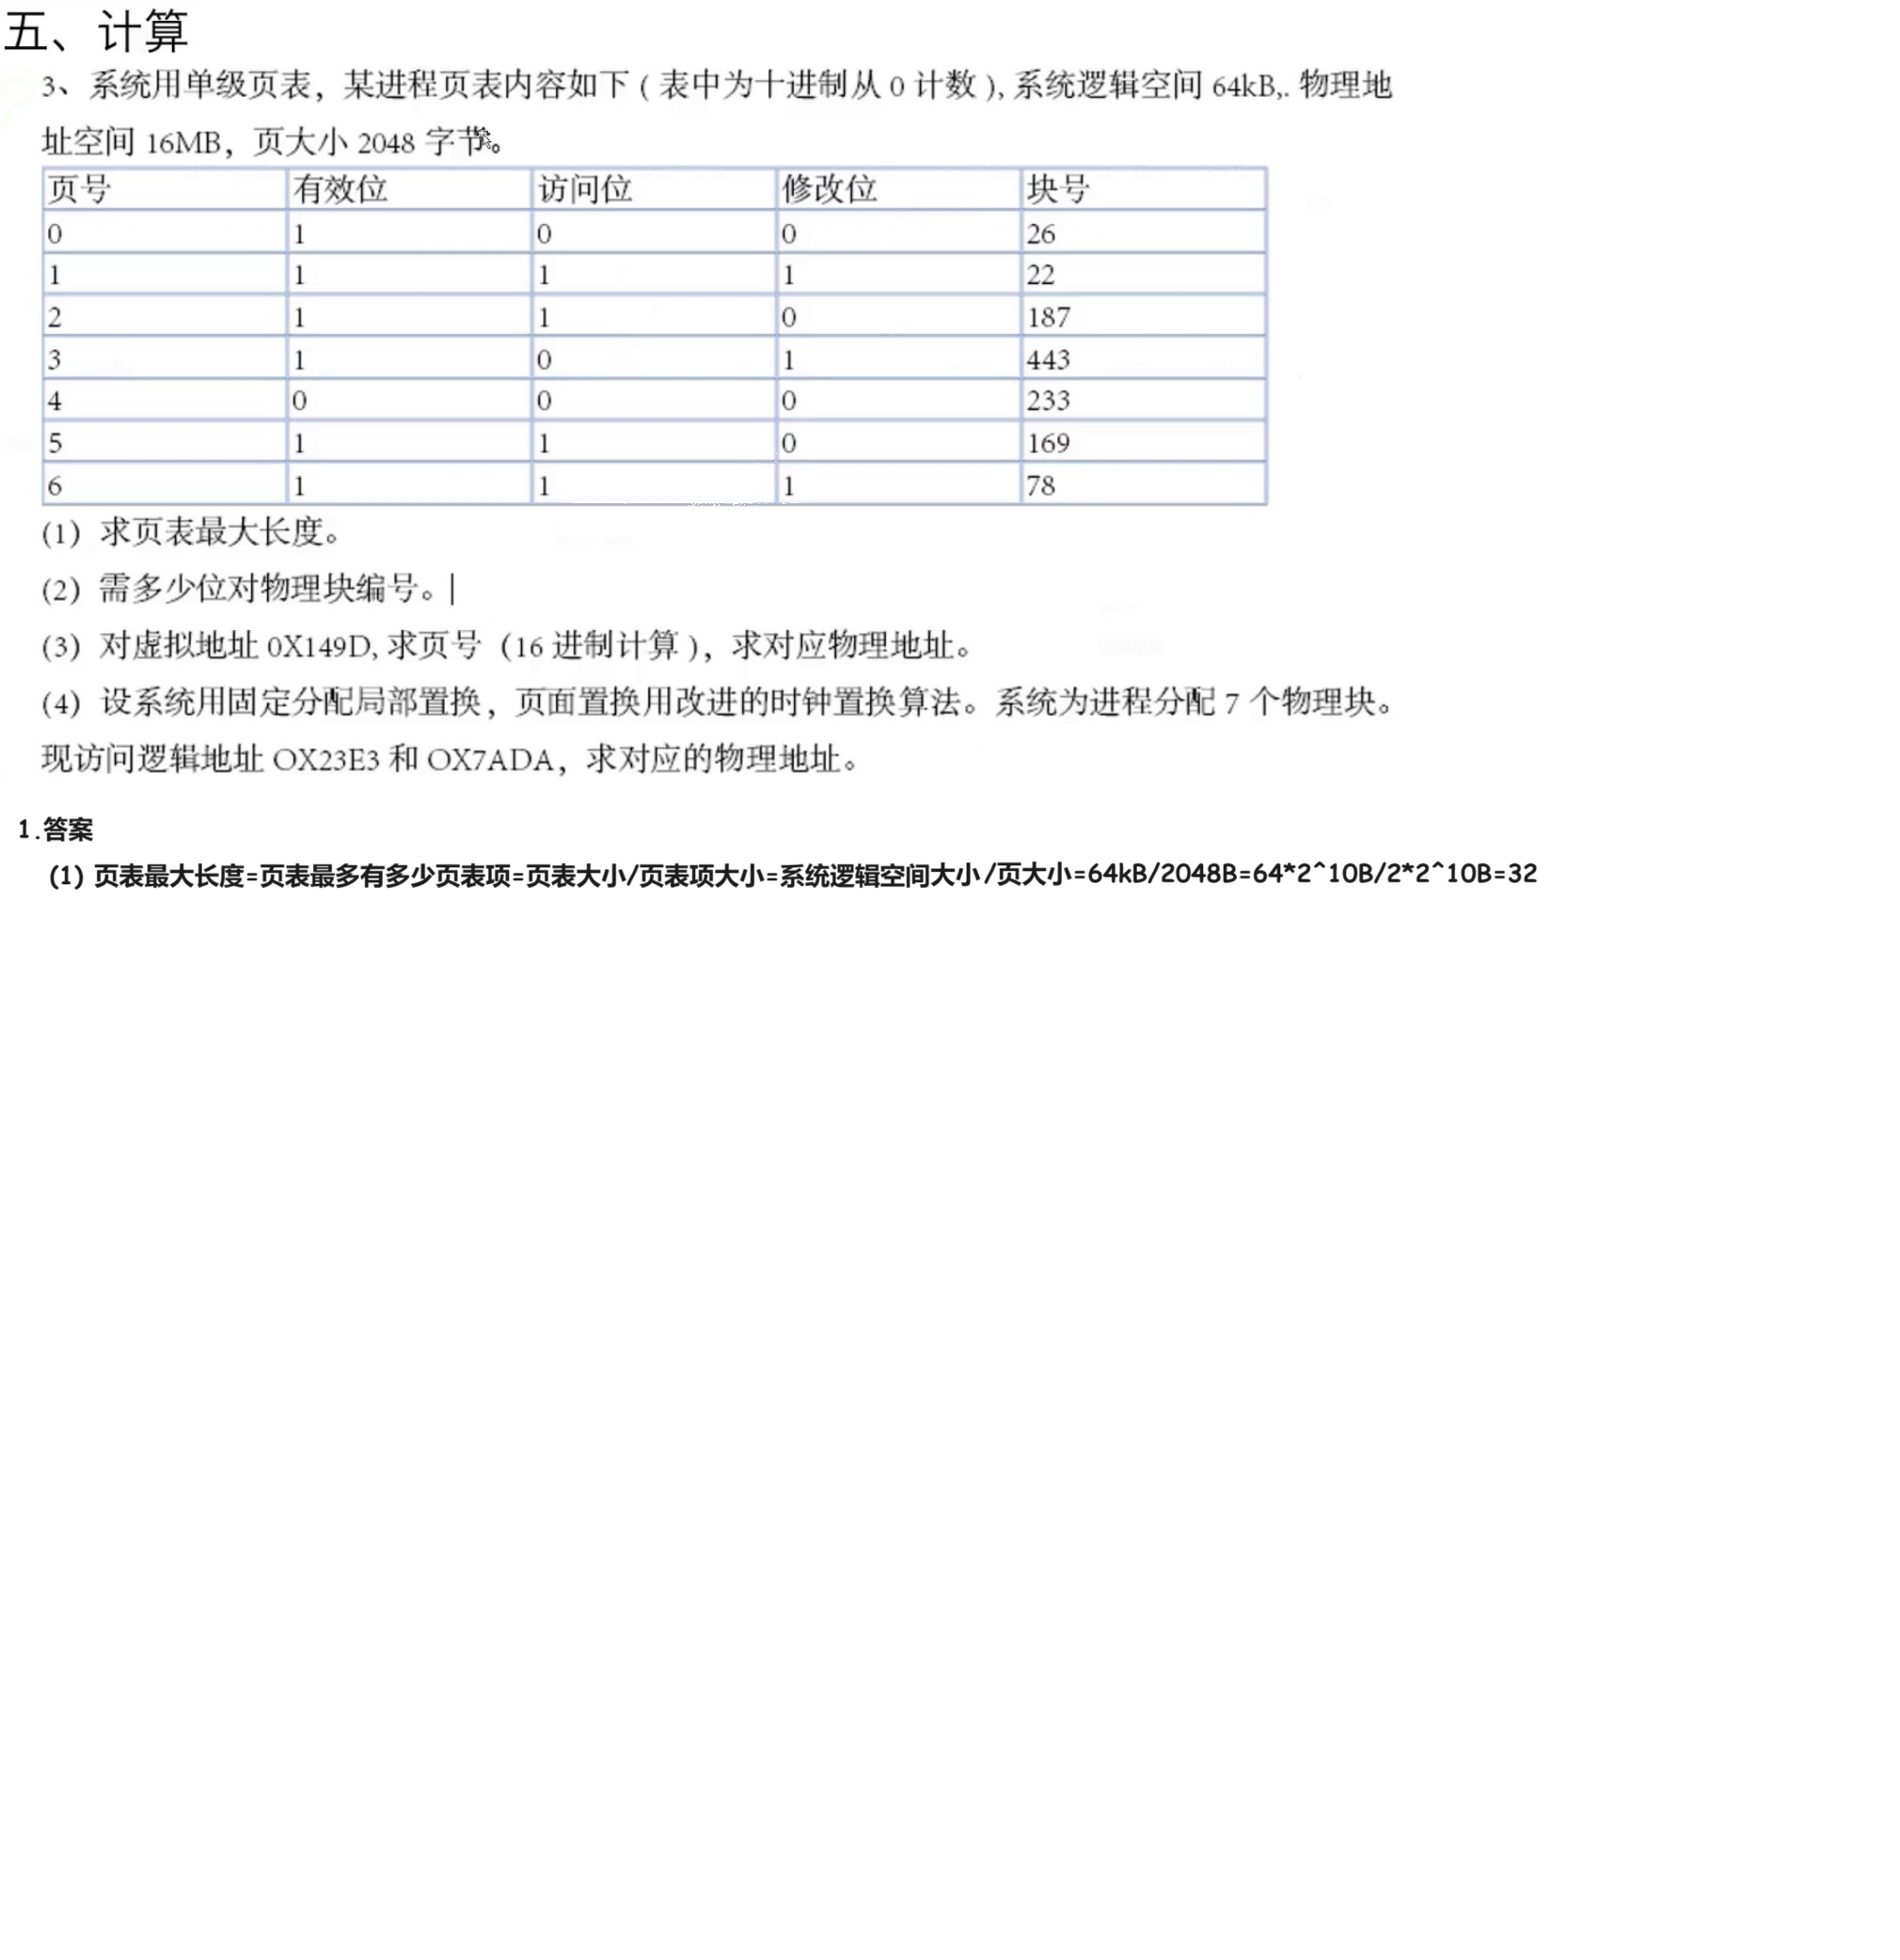 五、计算
3、系统用单级页表，某进程页表内容如下 ( 表中为十进制从 0 计数 ), 系统逻辑空间 64kB,. 物理地
址空间 16MB，页大小 2048 字节。
页号 有效位 访问位 修改位 块号
0 1 0 0 26
1 1 1 1 22
2 1 1 0 187
3 1 0 1 443
4 0 0 0 233
5 1 1 0 169
6 1 1 1 78
(1) 求页表最大长度。
(2) 需多少位对物理块编号。
(3) 对虚拟地址 0X149D, 求页号（16 进制计算 ），求对应物理地址。
(4) 设系统用固定分配局部置换，页面置换用改进的时钟置换算法。系统为进程分配 7 个物理块。
现访问逻辑地址 OX23E3 和 OX7ADA，求对应的物理地址。
1.答案
(1) 页表最大长度=页表最多有多少页表项=页表大小/页表项大小=系统逻辑空间大小/页大小=64kB/2048B=64*2^10B/2*2^10B=32